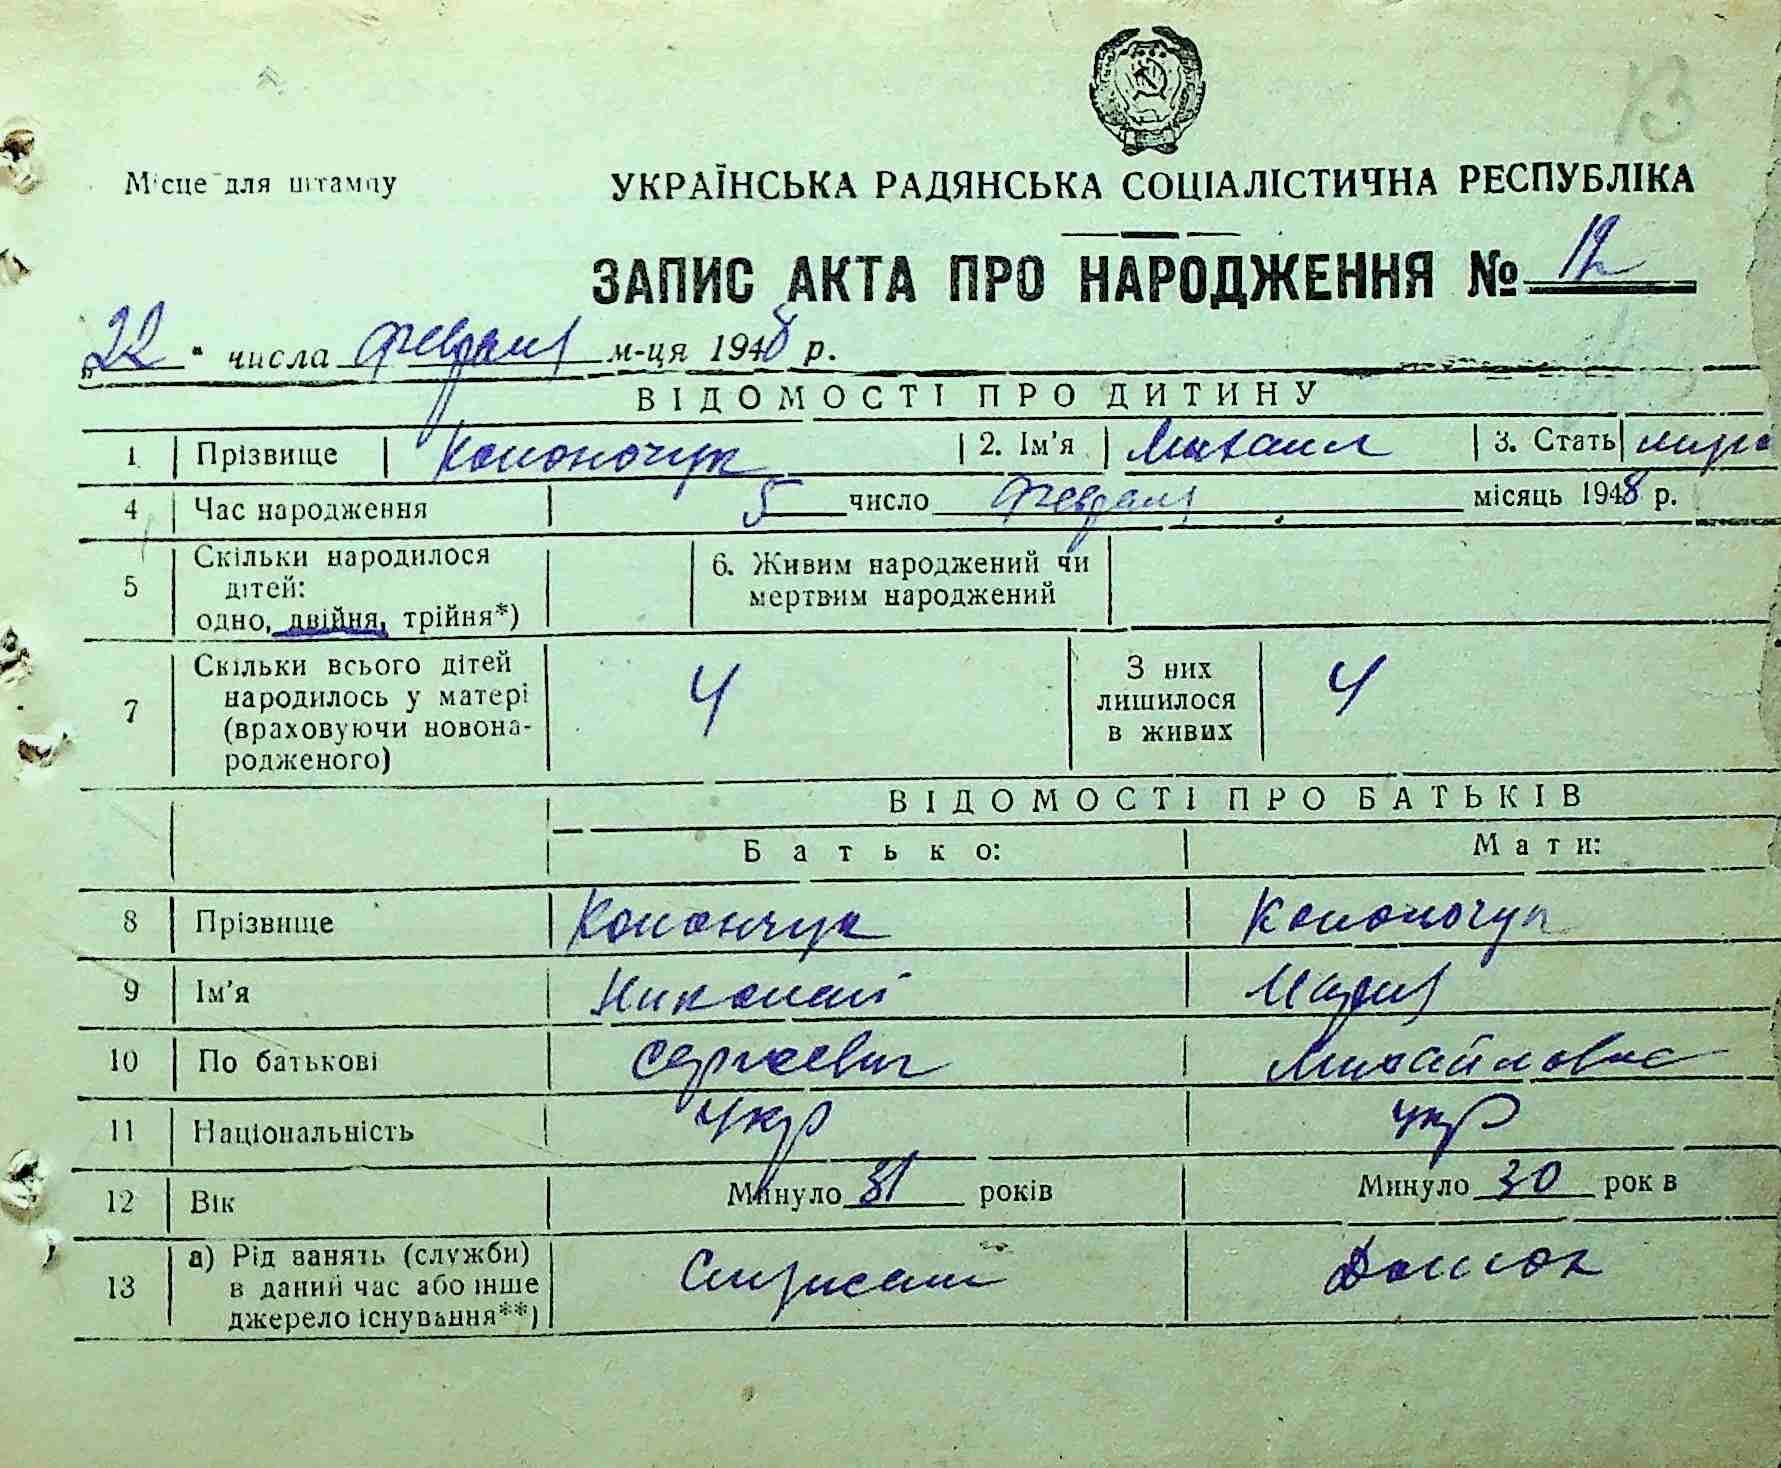 13
Місце для штампу
УКРАЇНСЬКА РАДЯНСЬКА СОЦІАЛІСТИЧНА РЕСПУБЛІКА
ЗАПИС АКТА ПРО НАРОДЖЕННЯ № 12
„22" числа февраля м-ця 1948 р.
ВІДОМОСТІ ПРО ДИТИНУ
1 Прізвище Кононочук 2. Ім'я Михаил 3. Стать
4 Час народження 5 число февраля місяць 1948 р.
5 Скільки народилося дітей: одно, двійня, трійня*) 6. Живим народжений чи мертвим народжений
7 Скільки всього дітей народилось у матері (враховуючи новонародженого) 4 З них лишилося в живих 4
ВІДОМОСТІ ПРО БАТЬКІВ
Батько: Мати:
8 Прізвище Конончук Кононочук
9 Ім'я Николай Мария
10 По батькові Сергеевич Михайловна
11 Національність Укр Укр
12 Вік Минуло 31 років Минуло 30 років
13 а) Рід занять (служби) в даний час або інше джерело існування**) Домхоз